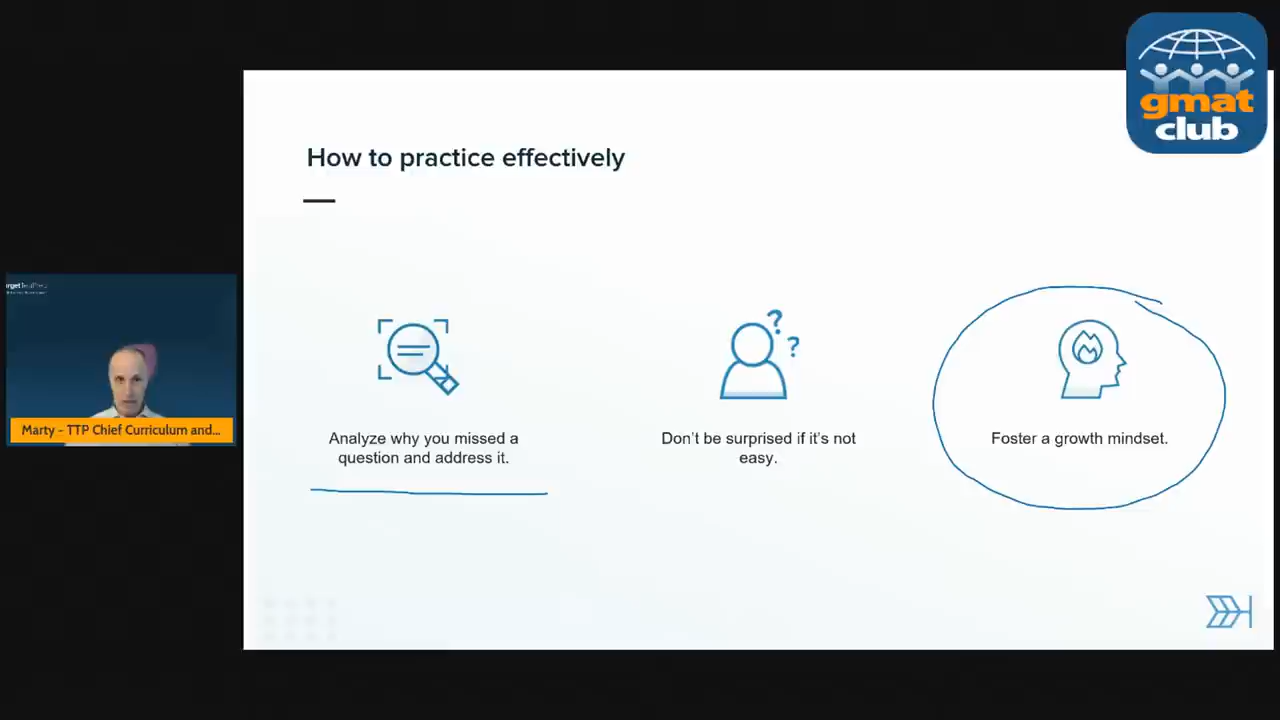 gmat
club
How to practice effectively
Marty - TTP Chief Curriculum and...
Analyze why you missed a
question and address it.
Don't be surprised if it's not
easy.
Foster a growth mindset.